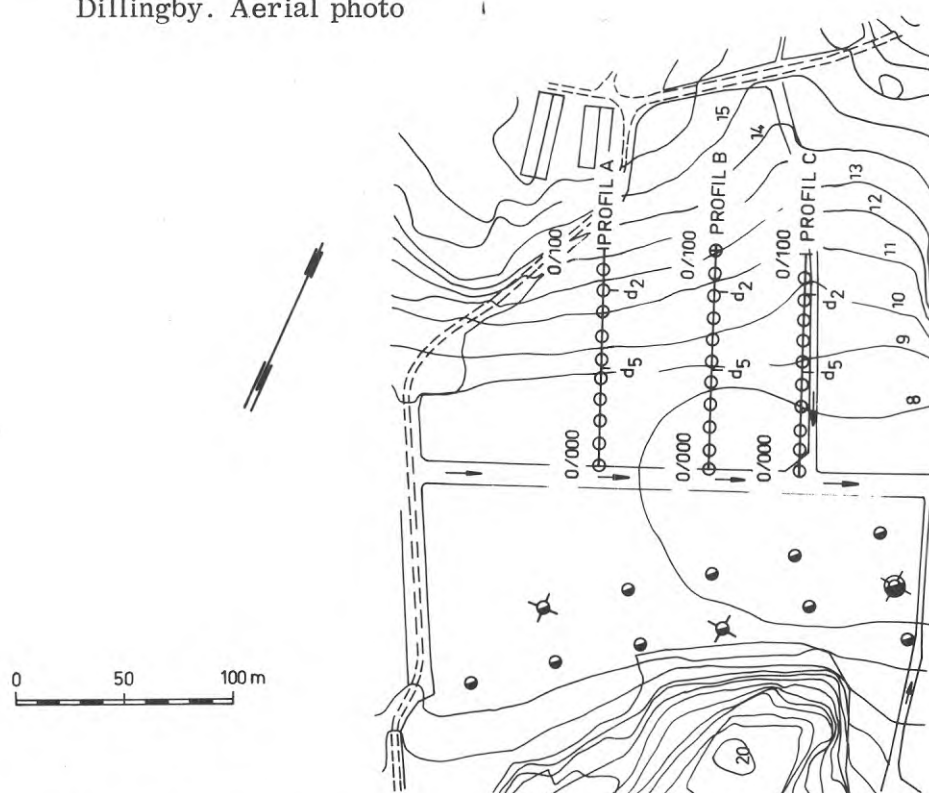 Dillingby. Aerial photo
15
14
PROFIL A
PROFIL B
PROFIL C
13
12
11
0/100
0/100
0/100
d2
d2
d2
10
9
d5
d5
d5
8
0/000
0/000
0/000
0 50 100 m
20